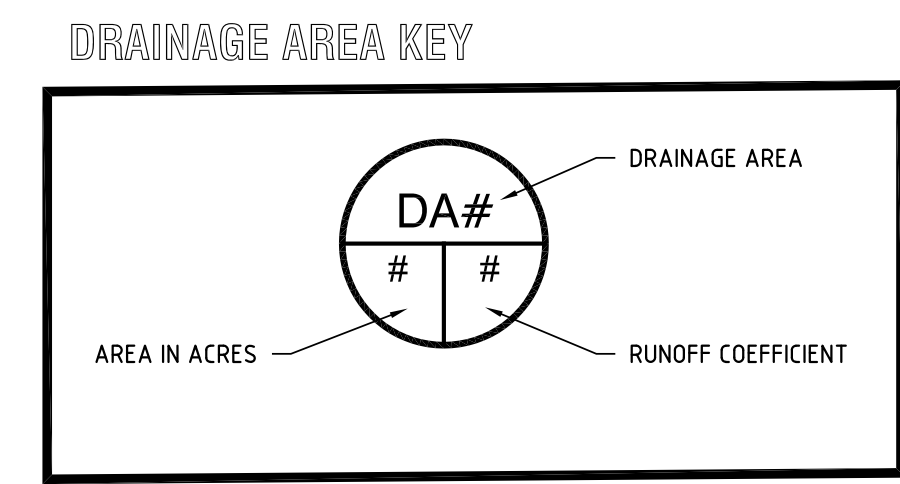 DRAINAGE AREA KEY
DRAINAGE AREA
DA#
# #
AREA IN ACRES
RUNOFF COEFFICIENT